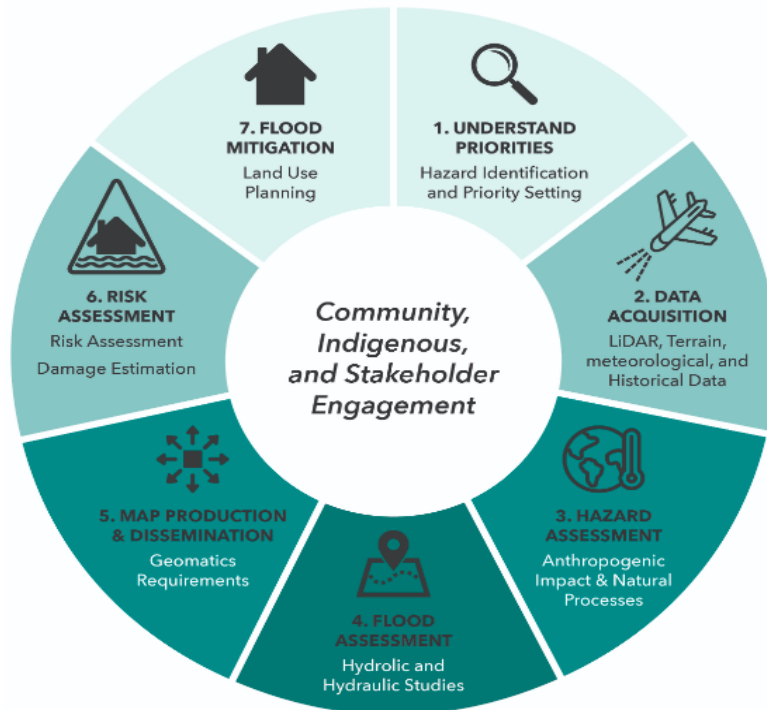 1. UNDERSTAND
PRIORITIES
Hazard Identification
and Priority Setting
2. DATA
ACQUISITION
LiDAR, Terrain,
meteorological, and
Historical Data
3. HAZARD
ASSESSMENT
Anthropogenic
Impact & Natural
Processes
4. FLOOD
ASSESSMENT
Hydrolic and
Hydraulic Studies
5. MAP PRODUCTION
& DISSEMINATION
Geomatics
Requirements
6. RISK
ASSESSMENT
Risk Assessment
Damage Estimation
7. FLOOD
MITIGATION
Land Use
Planning
Community,
Indigenous,
and Stakeholder
Engagement